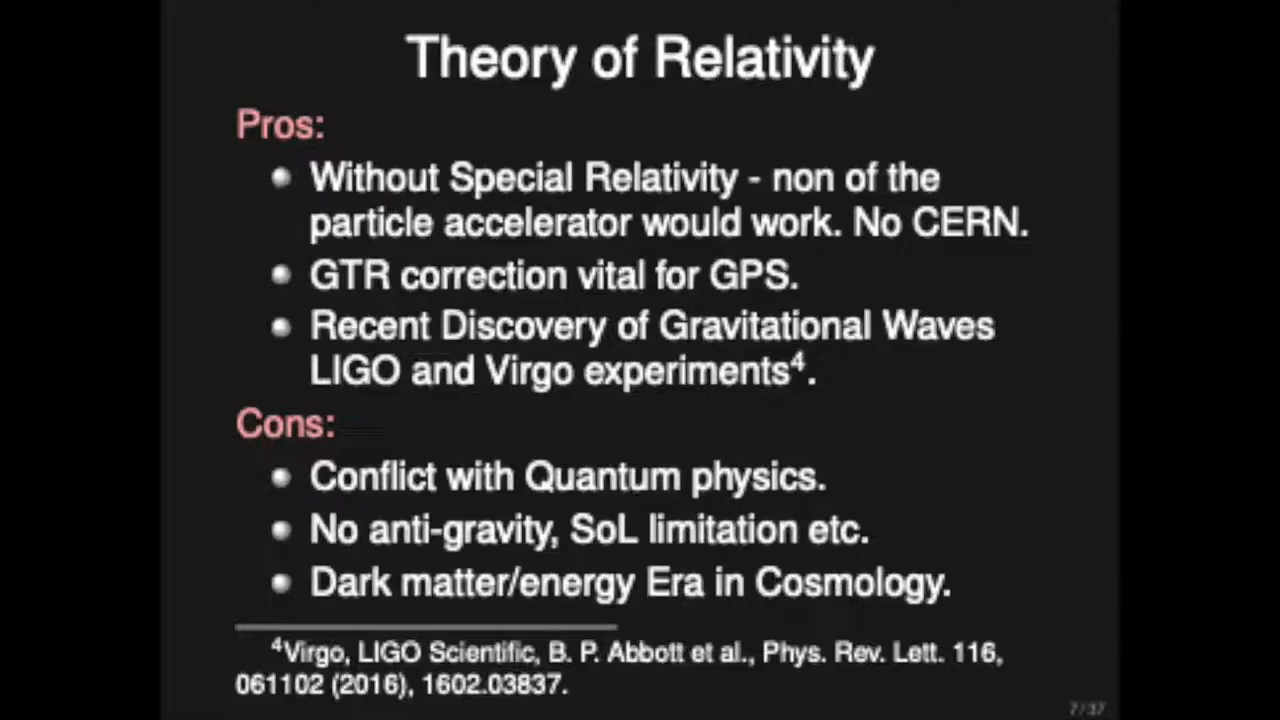 Theory of Relativity
Pros:
Without Special Relativity - non of the
particle accelerator would work. No CERN.
GTR correction vital for GPS.
Recent Discovery of Gravitational Waves
LIGO and Virgo experiments⁴.
Cons:
Conflict with Quantum physics.
No anti-gravity, SoL limitation etc.
Dark matter/energy Era in Cosmology.
⁴Virgo, LIGO Scientific, B. P. Abbott et al., Phys. Rev. Lett. 116,
061102 (2016), 1602.03837.
7/37